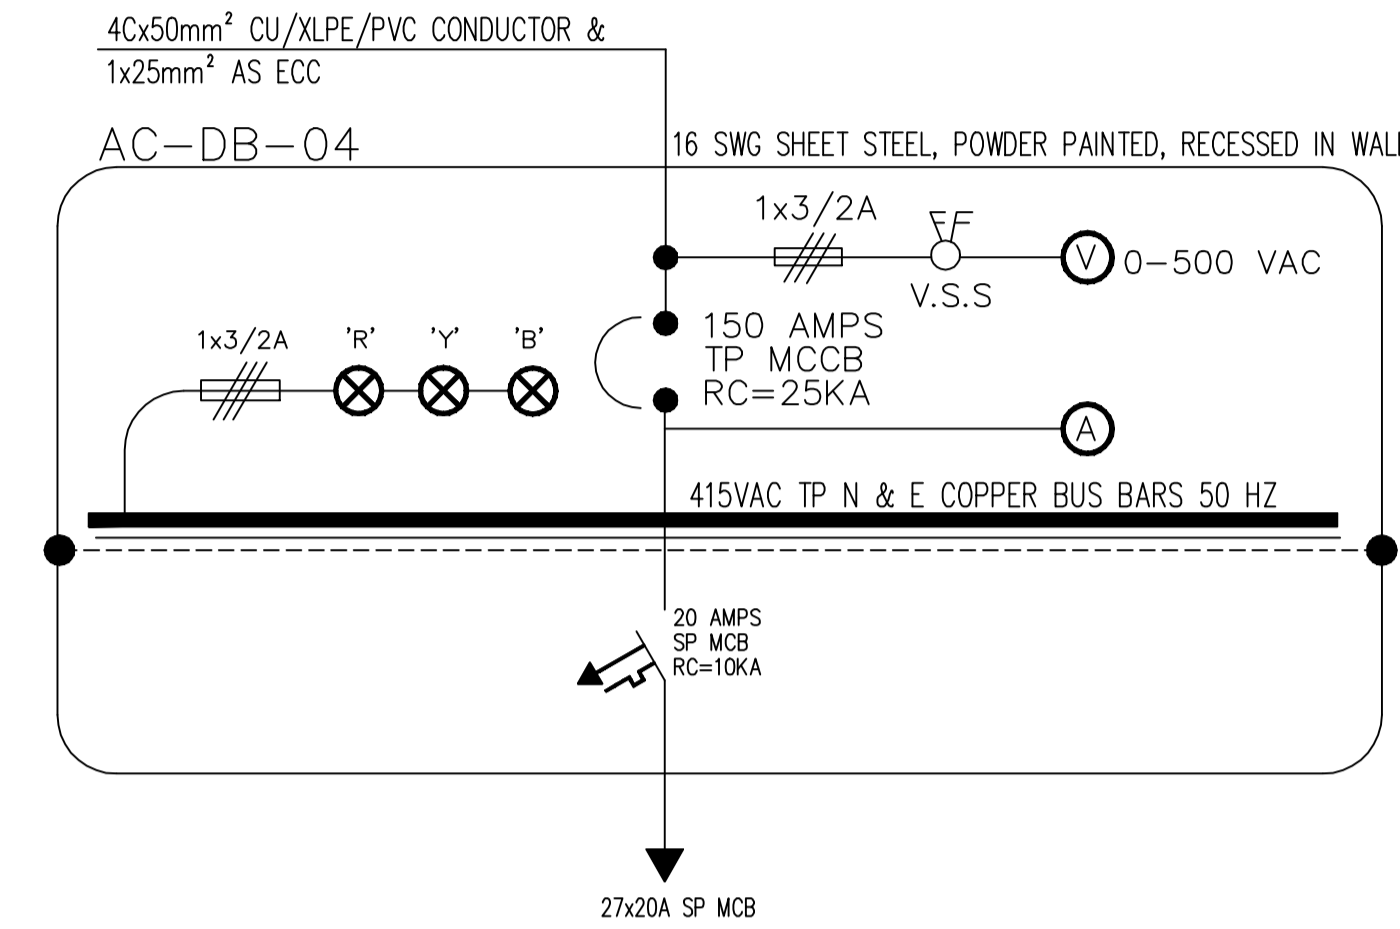 4Cx50mm² CU/XLPE/PVC CONDUCTOR &
1x25mm² AS ECC
AC-DB-04
16 SWG SHEET STEEL, POWDER PAINTED, RECESSED IN WALL
1x3/2A
V
0-500 VAC
V.S.S
150 AMPS
TP MCCB
RC=25KA
1x3/2A 'R' 'Y' 'B'
A
415VAC TP N & E COPPER BUS BARS 50 HZ
20 AMPS
SP MCB
RC=10KA
27x20A SP MCB